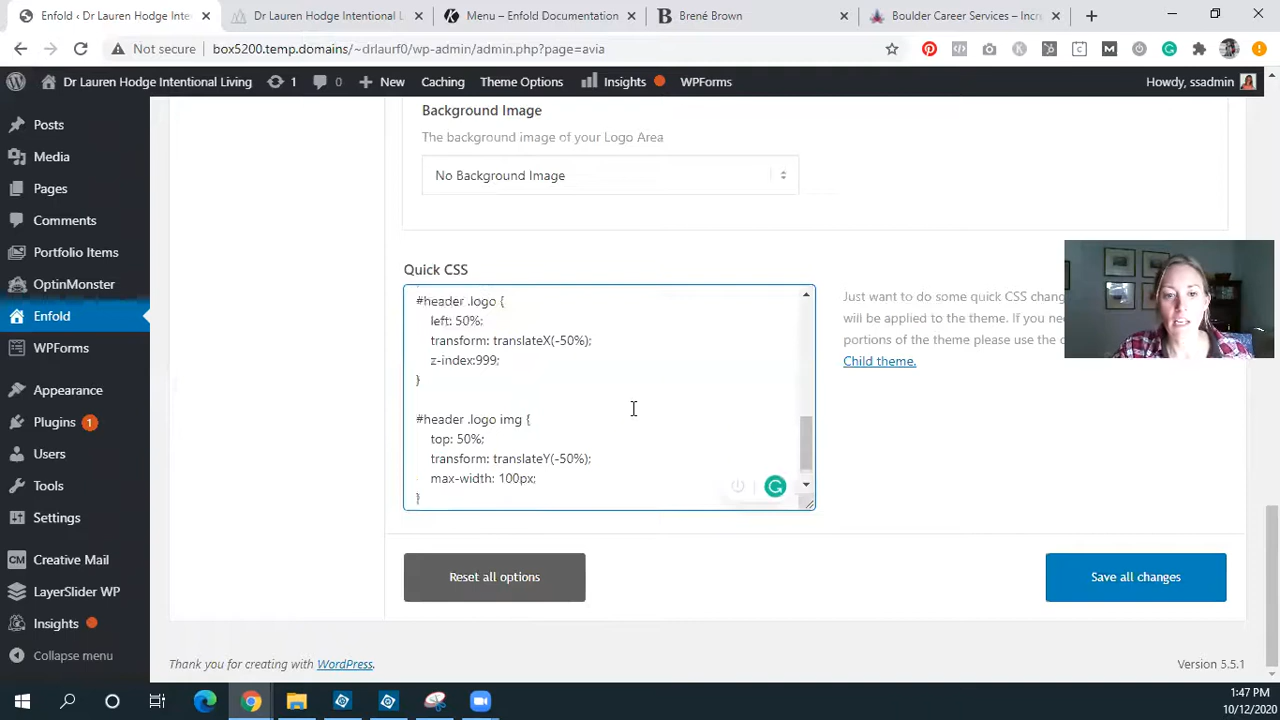 Enfold ‹ Dr Lauren Hodge Inten
Dr Lauren Hodge Intentional L
Menu – Enfold Documentation
Brené Brown
Boulder Career Services – Incr
Not secure
box5200.temp.domains/~drlaurf0/wp-admin/admin.php?page=avia
Dr Lauren Hodge Intentional Living
1
0
New
Caching
Theme Options
Insights
WPForms
Howdy, ssadmin
Posts
Media
Pages
Comments
Portfolio Items
OptinMonster
Enfold
WPForms
Appearance
Plugins 1
Users
Tools
Settings
CM Creative Mail
LayerSlider WP
Insights
Collapse menu
Background Image
The background image of your Logo Area
No Background Image
Quick CSS
#header .logo {
left: 50%;
transform: translateX(-50%);
z-index:999;
}
#header .logo img {
top: 50%;
transform: translateY(-50%);
max-width: 100px;
}
Just want to do some quick CSS chang
will be applied to the theme. If you nee
portions of the theme please use the c
Child theme.
Reset all options
Save all changes
Thank you for creating with WordPress.
Version 5.5.1
1:47 PM
10/12/2020